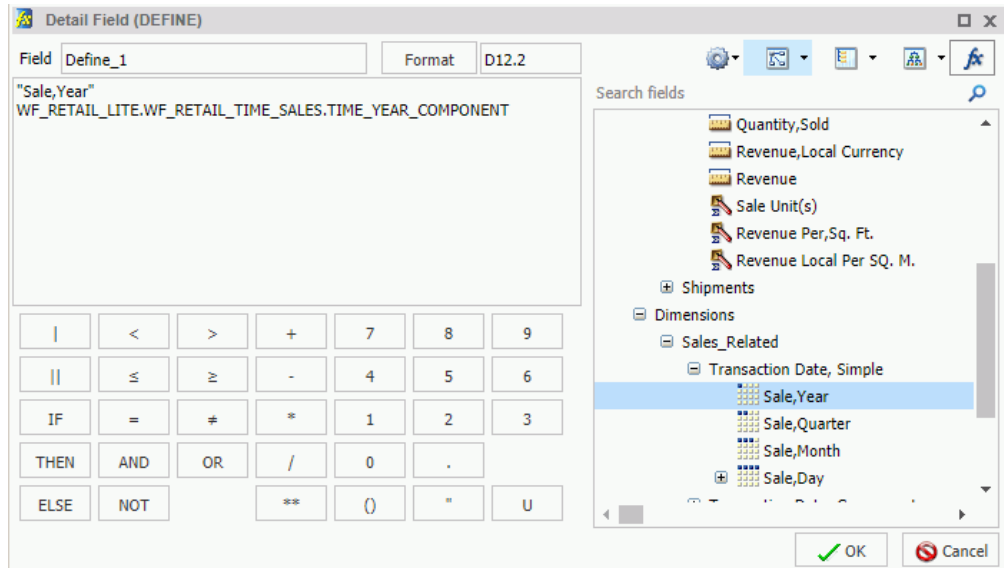 Detail Field (DEFINE)
Field Define_1 Format D12.2
"Sale,Year"
WF_RETAIL_LITE.WF_RETAIL_TIME_SALES.TIME_YEAR_COMPONENT
| < > + 7 8 9
|| ≤ ≥ - 4 5 6
IF = ≠ * 1 2 3
THEN AND OR / 0 .
ELSE NOT ** () " U
fx
Search fields
Quantity,Sold
Revenue,Local Currency
Revenue
Sale Unit(s)
Revenue Per,Sq. Ft.
Revenue Local Per SQ. M.
Shipments
Dimensions
Sales_Related
Transaction Date, Simple
Sale,Year
Sale,Quarter
Sale,Month
Sale,Day
OK Cancel